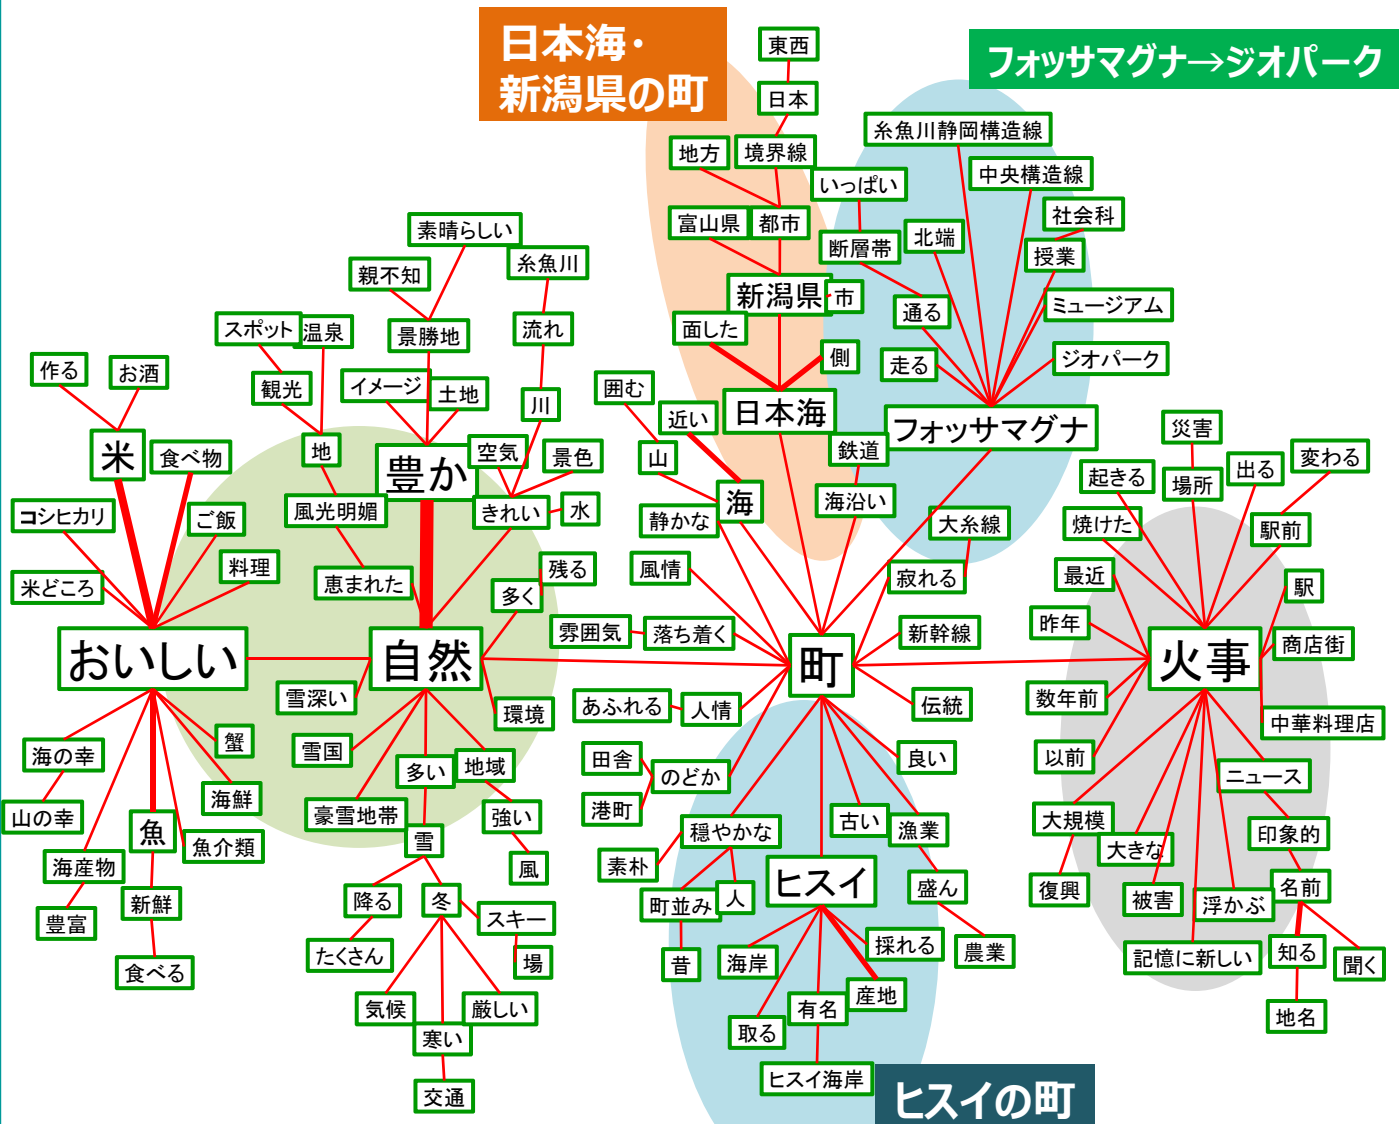 日本海・
新潟県の町
フォッサマグナ→ジオパーク
東西
日本
糸魚川静岡構造線
地方
境界線
中央構造線
いっぱい
社会科
素晴らしい
富山県
都市
北端
断層帯
授業
糸魚川
親不知
新潟県
市
ミュージアム
通る
スポット
温泉
景勝地
流れ
面した
側
ジオパーク
走る
作る
お酒
観光
イメージ
土地
囲む
川
近い
日本海
フォッサマグナ
災害
米
食べ物
地
空気
景色
山
鉄道
起きる
場所
出る
変わる
豊か
海
海沿い
コシヒカリ
ご飯
風光明媚
きれい
水
静かな
大糸線
焼けた
駅前
料理
米どころ
恵まれた
残る
多く
風情
寂れる
最近
駅
おいしい
自然
雰囲気
落ち着く
町
新幹線
昨年
火事
商店街
雪深い
環境
あふれる
人情
伝統
数年前
中華料理店
海の幸
蟹
雪国
多い
地域
田舎
のどか
良い
以前
ニュース
山の幸
海鮮
豪雪地帯
強い
港町
魚
魚介類
雪
穏やかな
古い
漁業
大規模
大きな
印象的
海産物
風
素朴
ヒスイ
盛ん
復興
被害
浮かぶ
名前
豊富
新鮮
降る
冬
スキー
町並み
人
たくさん
場
昔
海岸
採れる
農業
記憶に新しい
知る
聞く
食べる
気候
厳しい
有名
産地
地名
寒い
取る
交通
ヒスイ海岸
ヒスイの町